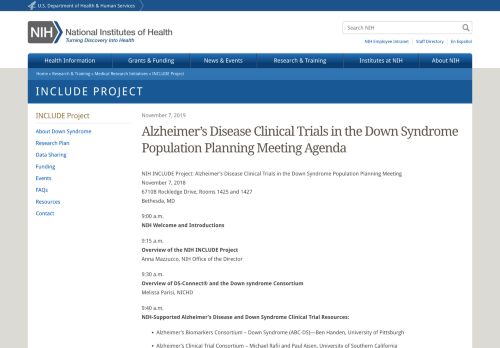 U.S. Department of Health & Human Services
NIH National Institutes of Health
Turning Discovery Into Health
Search NIH
NIH Employee Intranet | Staff Directory | En Español
Health Information
Grants & Funding
News & Events
Research & Training
Institutes at NIH
About NIH
Home » Research & Training » Medical Research Initiatives » INCLUDE Project
INCLUDE PROJECT
INCLUDE Project
About Down Syndrome
Research Plan
Data Sharing
Funding
Events
FAQs
Resources
Contact
November 7, 2019
Alzheimer's Disease Clinical Trials in the Down Syndrome
Population Planning Meeting Agenda
NIH INCLUDE Project: Alzheimer's Disease Clinical Trials in the Down Syndrome Population Planning Meeting
November 7, 2018
6710B Rockledge Drive, Rooms 1425 and 1427
Bethesda, MD
9:00 a.m.
NIH Welcome and Introductions
9:15 a.m.
Overview of the NIH INCLUDE Project
Anna Mazzucco, NIH Office of the Director
9:30 a.m.
Overview of DS-Connect® and the Down syndrome Consortium
Melissa Parisi, NICHD
9:40 a.m.
NIH-Supported Alzheimer's Disease and Down Syndrome Clinical Trial Resources:
• Alzheimer's Biomarkers Consortium – Down Syndrome (ABC-DS)—Ben Handen, University of Pittsburgh
• Alzheimer's Clinical Trial Consortium – Michael Rafii and Paul Aisen, University of Southern California